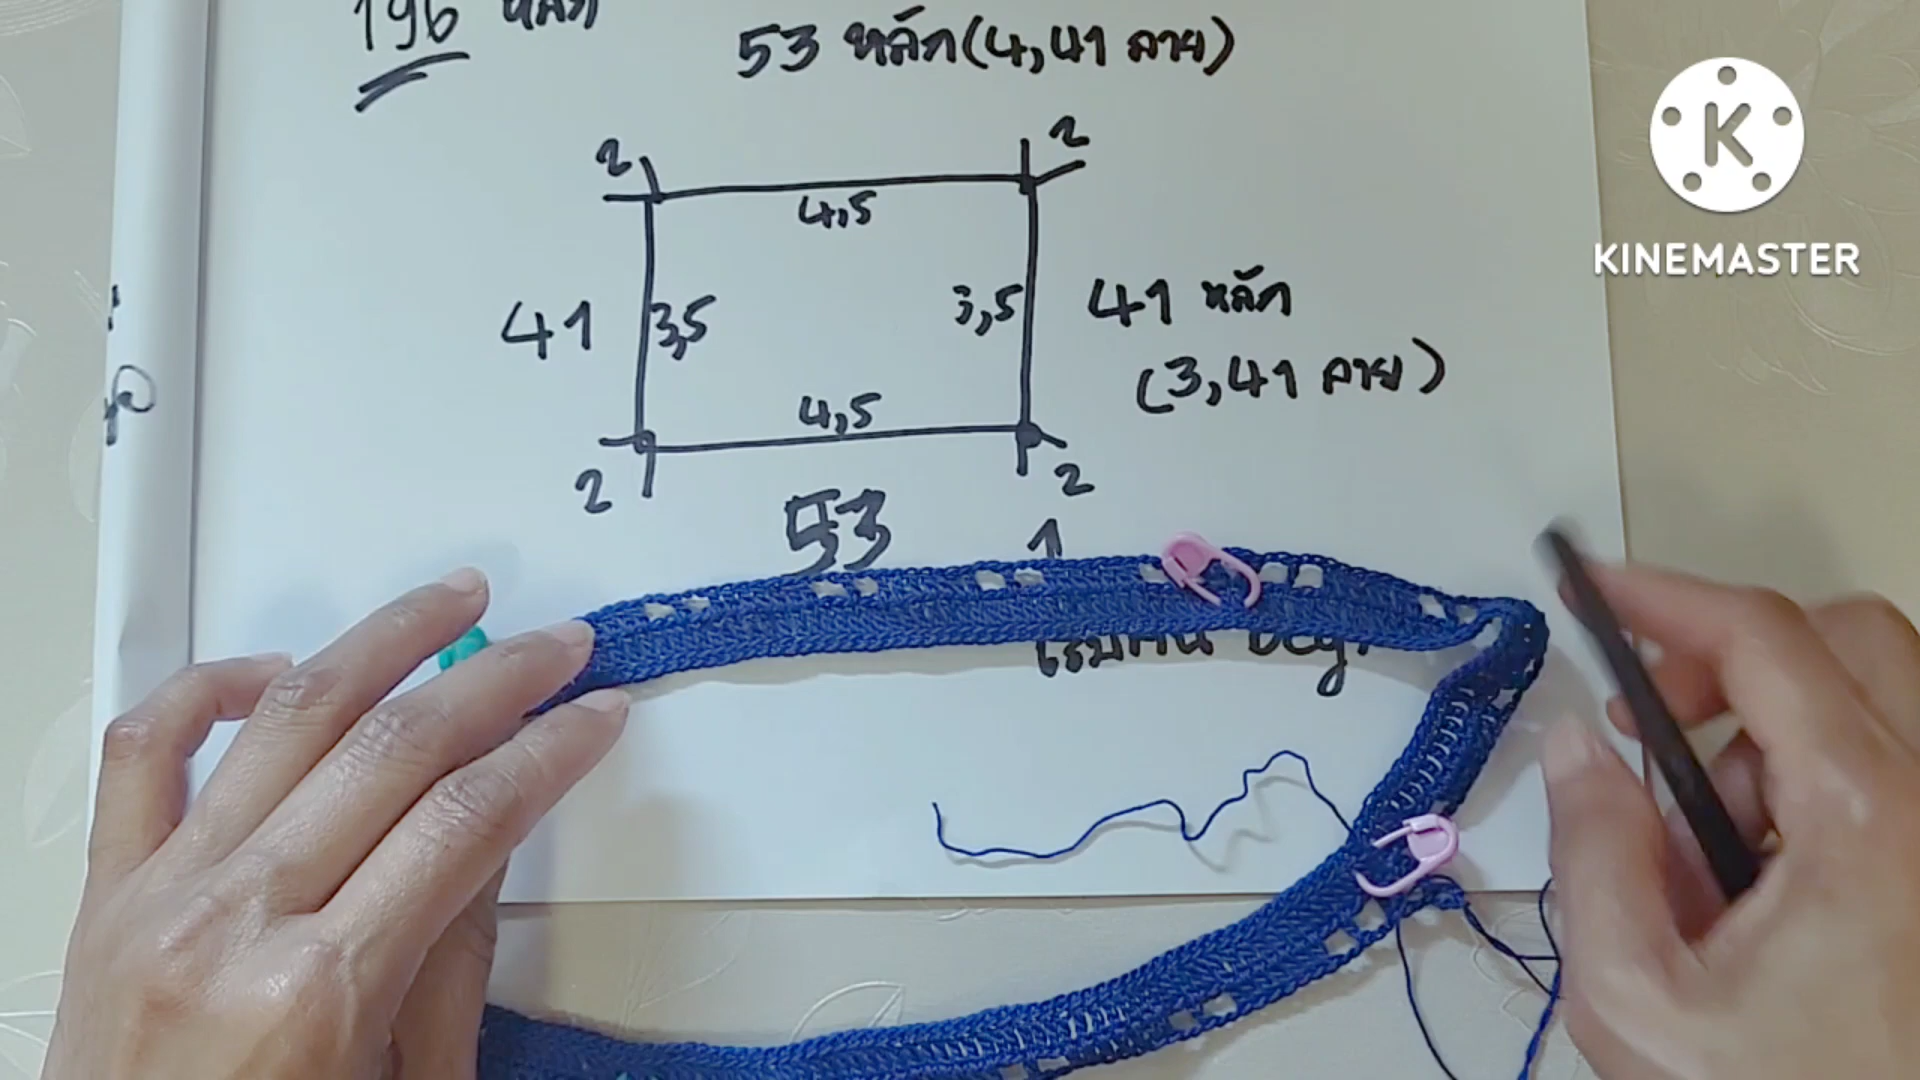 196 หลัก
53 หลัก(4,41 ลาย)
2 2
4,5
41 3,5 3,5 41 หลัก
(3,41 ลาย)
4,5
2 2
53 1
K
KINEMASTER